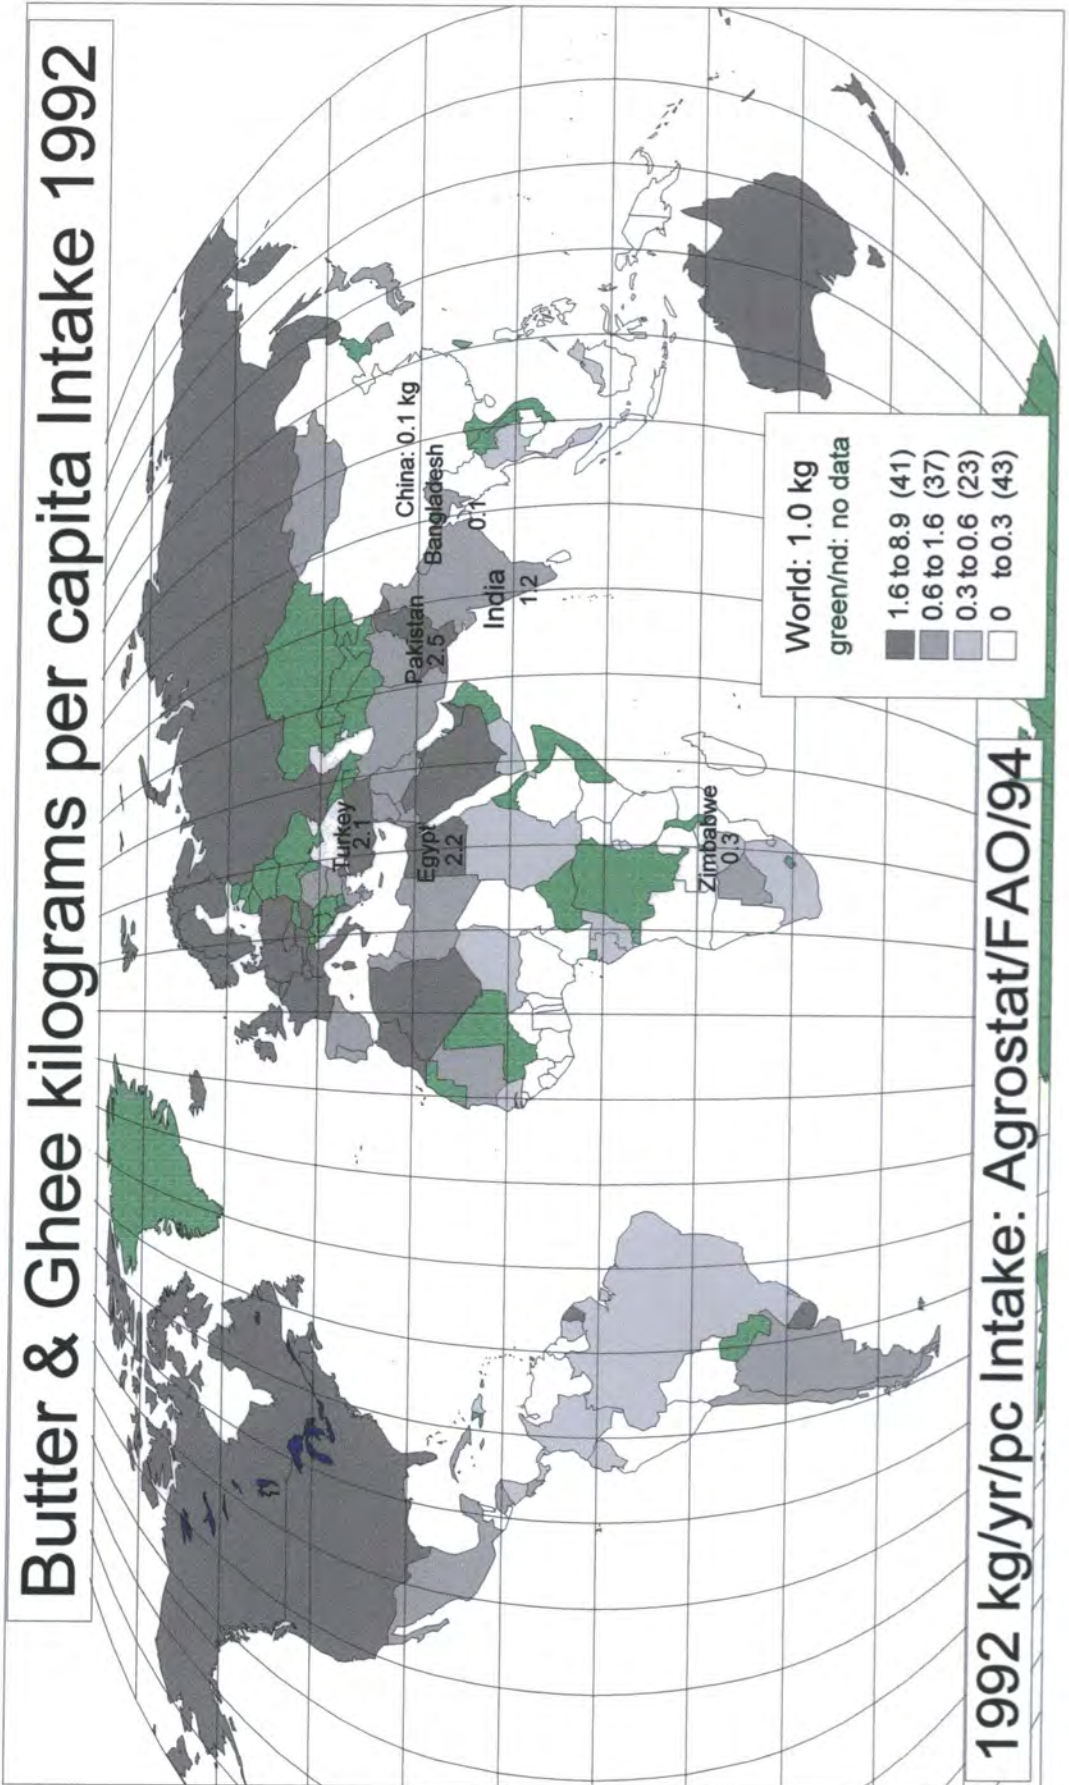 Butter & Ghee kilograms per capita Intake 1992
China: 0.1 kg
Bangladesh
0.1
Pakistan
2.5
India
1.2
Turkey
2.1
Egypt
2.2
Zimbabwe
0.3
World: 1.0 kg
green/nd: no data
1.6 to 8.9 (41)
0.6 to 1.6 (37)
0.3 to 0.6 (23)
0 to 0.3 (43)
1992 kg/yr/pc Intake: Agrostat/FAO/94